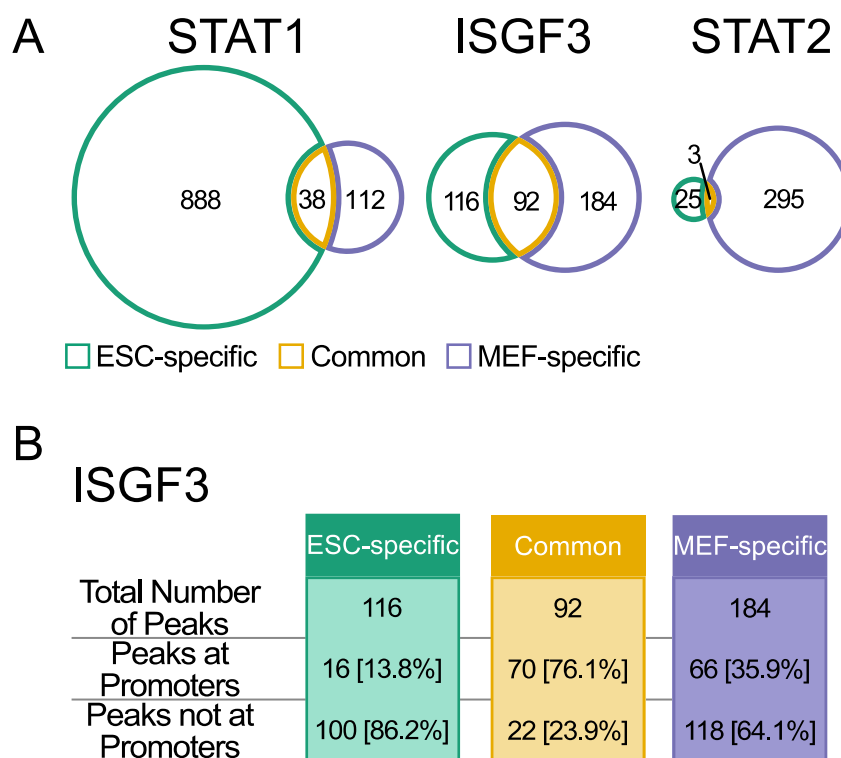 A
STAT1 ISGF3 STAT2
888 38 112
116 92 184
3
25 295
ESC-specific Common MEF-specific
B
ISGF3
ESC-specific Common MEF-specific
Total Number
of Peaks
116 92 184
Peaks at
Promoters
16 [13.8%] 70 [76.1%] 66 [35.9%]
Peaks not at
Promoters
100 [86.2%] 22 [23.9%] 118 [64.1%]